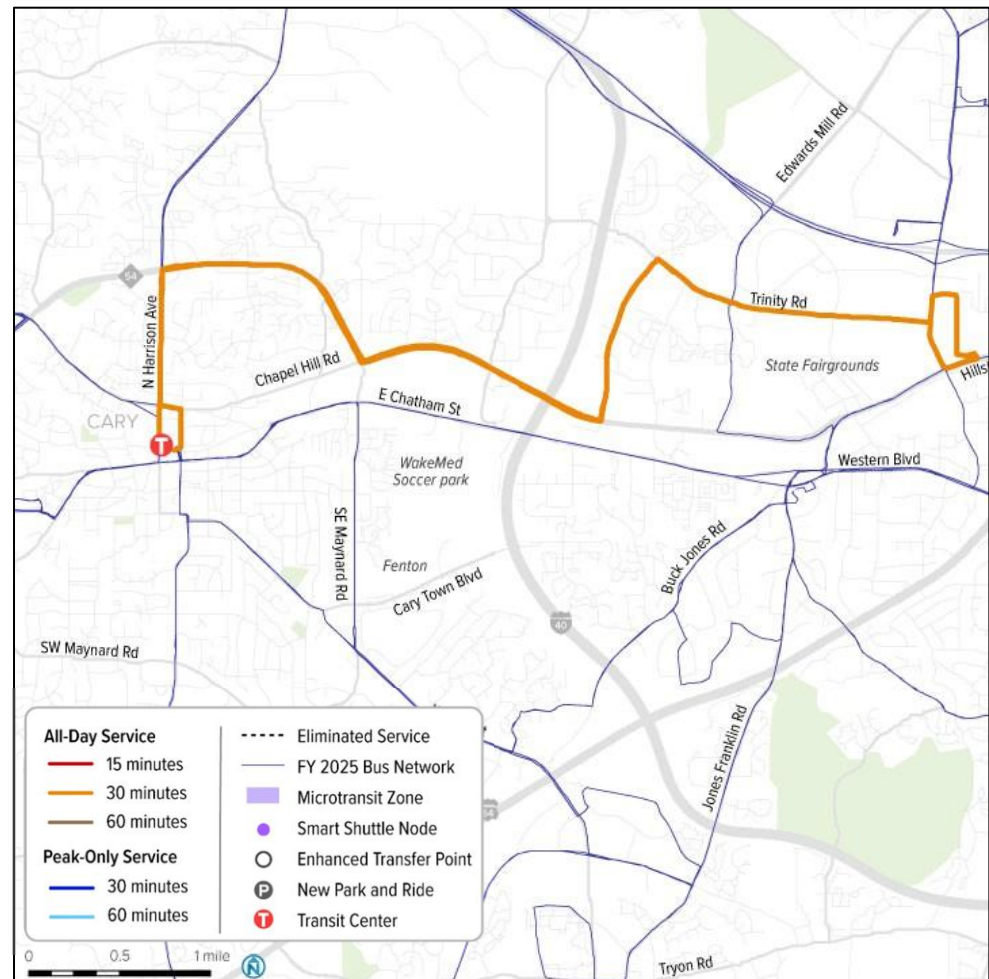 Edwards Mill Rd
54
N Harrison Ave
Trinity Rd
Chapel Hill Rd
State Fairgrounds
Hills
E Chatham St
CARY
T
WakeMed
Soccer park
Western Blvd
SE Maynard Rd
Buck Jones Rd
Fenton
Cary Town Blvd
40
SW Maynard Rd
Jones Franklin Rd
All-Day Service
15 minutes
30 minutes
60 minutes
Peak-Only Service
30 minutes
60 minutes
Eliminated Service
FY 2025 Bus Network
Microtransit Zone
Smart Shuttle Node
Enhanced Transfer Point
P New Park and Ride
T Transit Center
0 0.5 1 mile
N
Tryon Rd